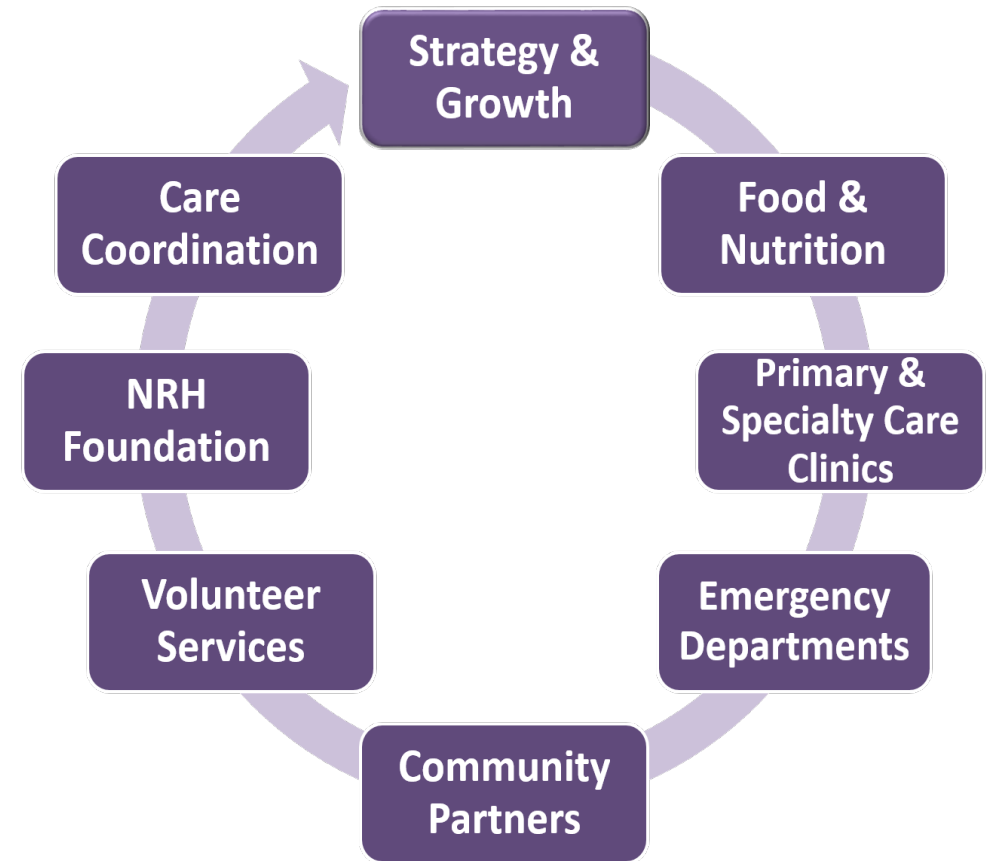 Strategy &
Growth
Food &
Nutrition
Primary &
Specialty Care
Clinics
Emergency
Departments
Community
Partners
Volunteer
Services
NRH
Foundation
Care
Coordination